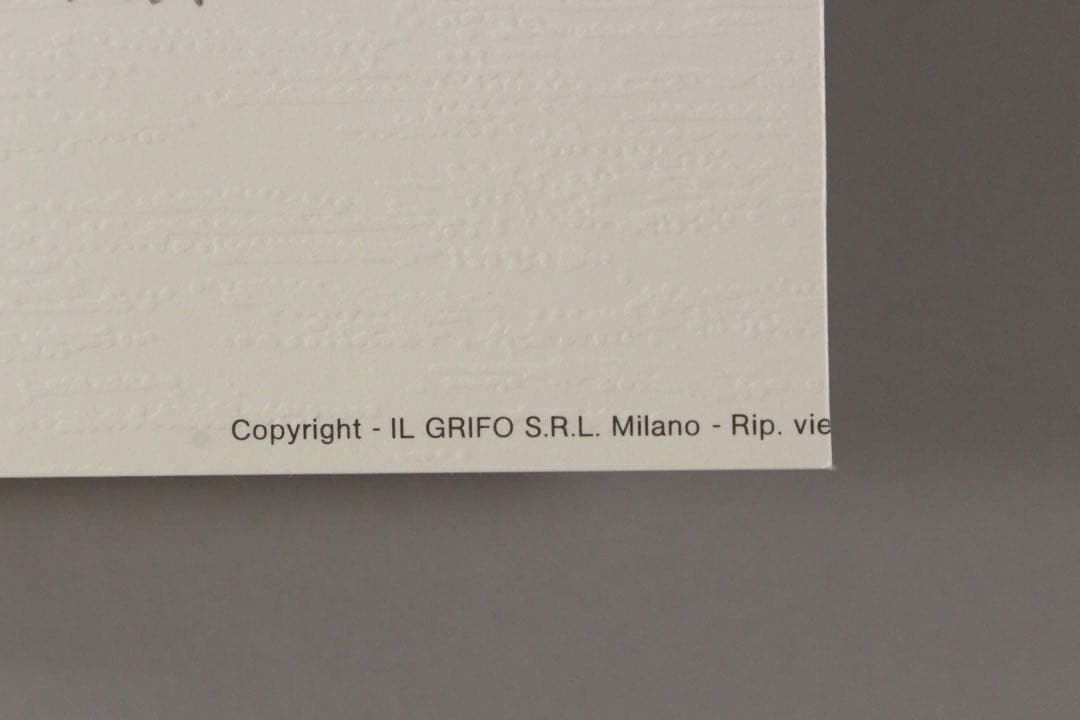 Copyright - IL GRIFO S.R.L. Milano - Rip. vie